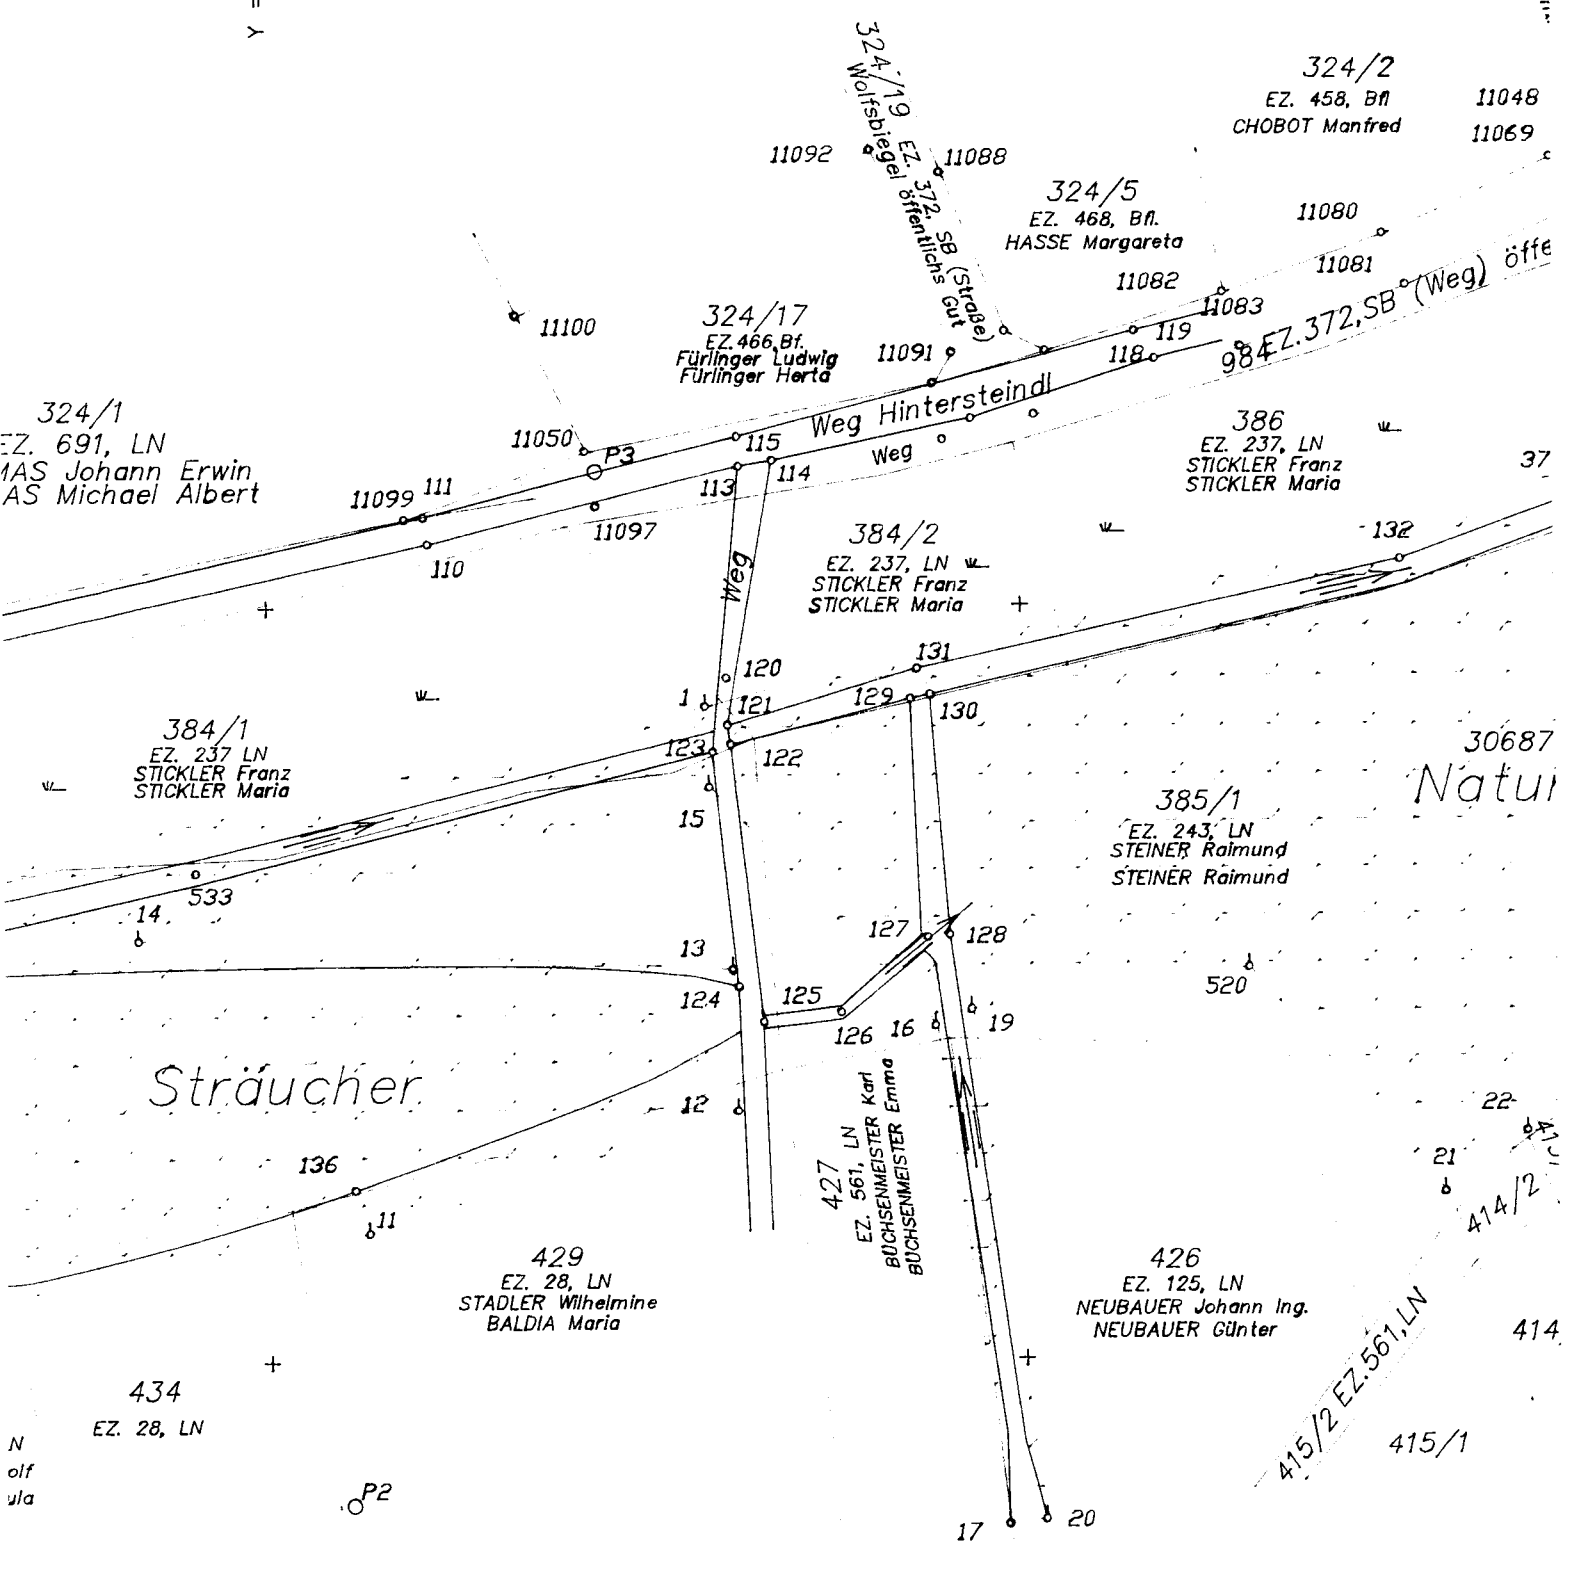 Y =
324/19 EZ. 372, SB (Straße)
Wolfsbiegel öffentlichs Gut
324/2
EZ. 458, Bfl
CHOBOT Manfred
11048
11069
11092
11088
324/5
EZ. 468, Bfl.
HASSE Margareta
11080
11081
11082
11083
11100
324/17
EZ.466,Bf.
Fürlinger Ludwig
Fürlinger Herta
11091
119
118
984 EZ.372,SB (Weg) öffe
Weg Hintersteindl
Weg
324/1
EZ. 691, LN
MAS Johann Erwin
AS Michael Albert
11050
P3
115
114
113
11099
111
11097
110
386
EZ. 237, LN
STICKLER Franz
STICKLER Maria
37
384/2
EZ. 237, LN
STICKLER Franz
STICKLER Maria
132
Weg
120
1
121
131
129
130
123
122
384/1
EZ. 237 LN
STICKLER Franz
STICKLER Maria
30687
Natur
15
385/1
EZ. 243, LN
STEINER Raimund
STEINER Raimund
533
14
13
127
128
124
125
126
16
19
520
Sträucher
12
22
21
136
11
427
EZ. 561, LN
BUCHSENMEISTER Karl
BUCHSENMEISTER Emma
414/2
429
EZ. 28, LN
STADLER Wilhelmine
BALDIA Maria
426
EZ. 125, LN
NEUBAUER Johann Ing.
NEUBAUER Günter
415/2 EZ.561,LN
414
434
EZ. 28, LN
N
olf
ula
415/1
P2
17
20